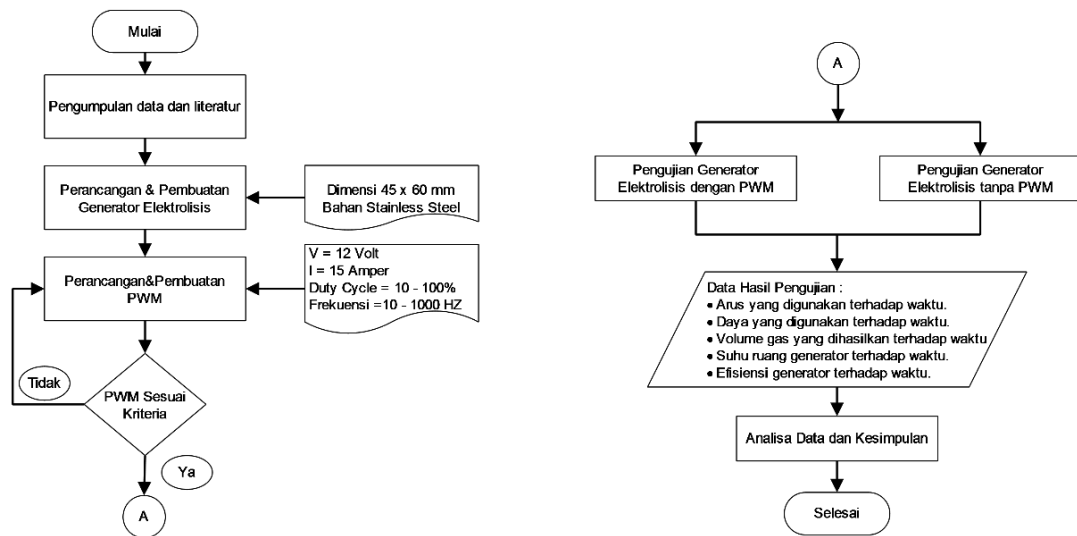 Mulai
Pengumpulan data dan literatur
Perancangan & Pembuatan
Generator Elektrolisis
Dimensi 45 x 60 mm
Bahan Stainless Steel
Perancangan&Pembuatan
PWM
V = 12 Volt
I = 15 Amper
Duty Cycle = 10 - 100%
Frekuensi =10 - 1000 HZ
Tidak
PWM Sesuai
Kriteria
Ya
A
A
Pengujian Generator
Elektrolisis dengan PWM
Pengujian Generator
Elektrolisis tanpa PWM
Data Hasil Pengujian :
• Arus yang digunakan terhadap waktu.
• Daya yang digunakan terhadap waktu.
• Volume gas yang dihasilkan terhadap waktu
• Suhu ruang generator terhadap waktu.
• Efisiensi generator terhadap waktu.
Analisa Data dan Kesimpulan
Selesai